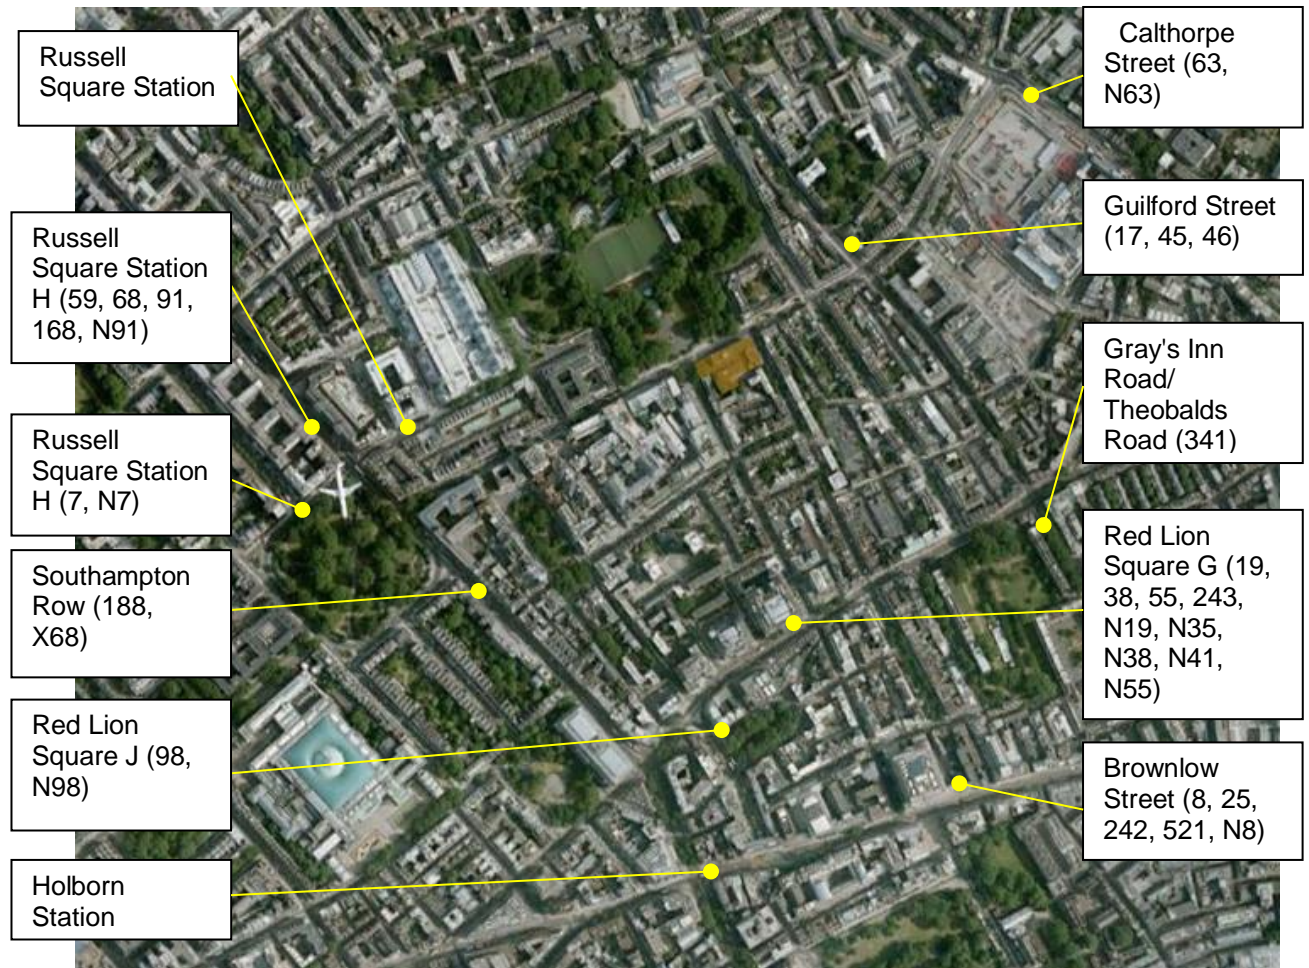 Russell
Square Station
Russell
Square Station
H (59, 68, 91,
168, N91)
Russell
Square Station
H (7, N7)
Southampton
Row (188,
X68)
Red Lion
Square J (98,
N98)
Holborn
Station
Calthorpe
Street (63,
N63)
Guilford Street
(17, 45, 46)
Gray's Inn
Road/
Theobalds
Road (341)
Red Lion
Square G (19,
38, 55, 243,
N19, N35,
N38, N41,
N55)
Brownlow
Street (8, 25,
242, 521, N8)